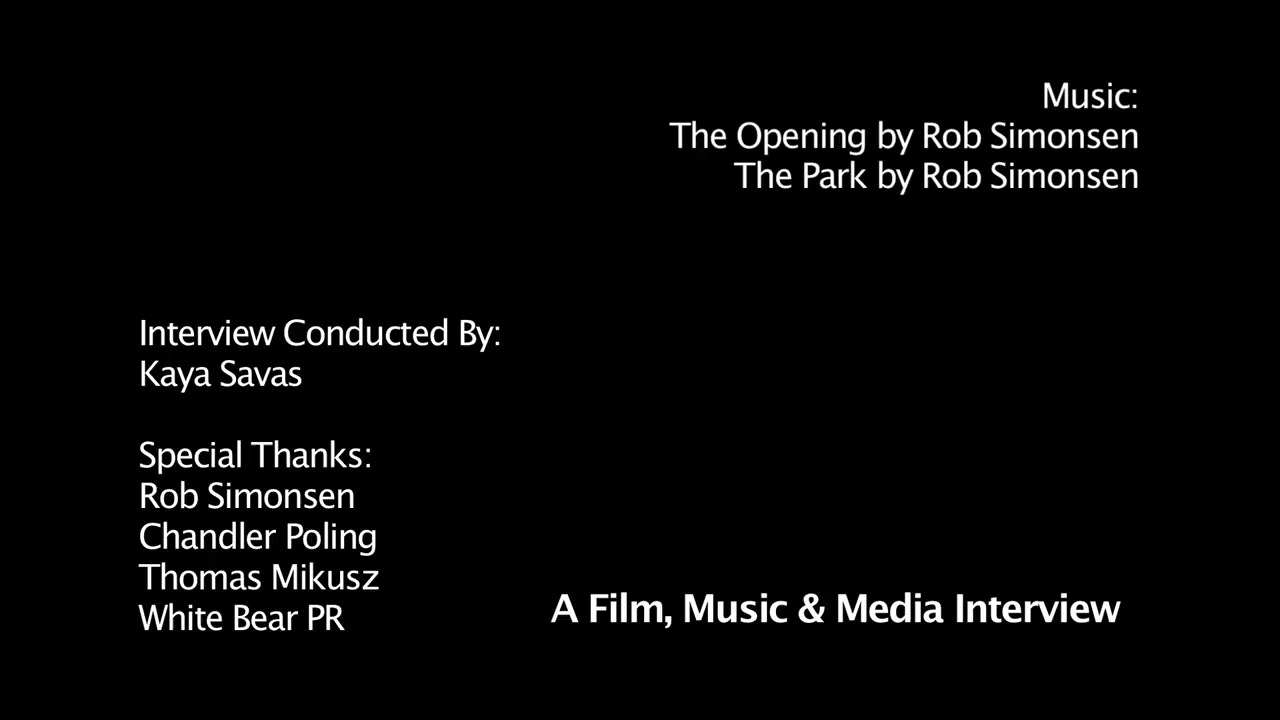 Music:
The Opening by Rob Simonsen
The Park by Rob Simonsen
Interview Conducted By:
Kaya Savas
Special Thanks:
Rob Simonsen
Chandler Poling
Thomas Mikusz
White Bear PR
A Film, Music & Media Interview